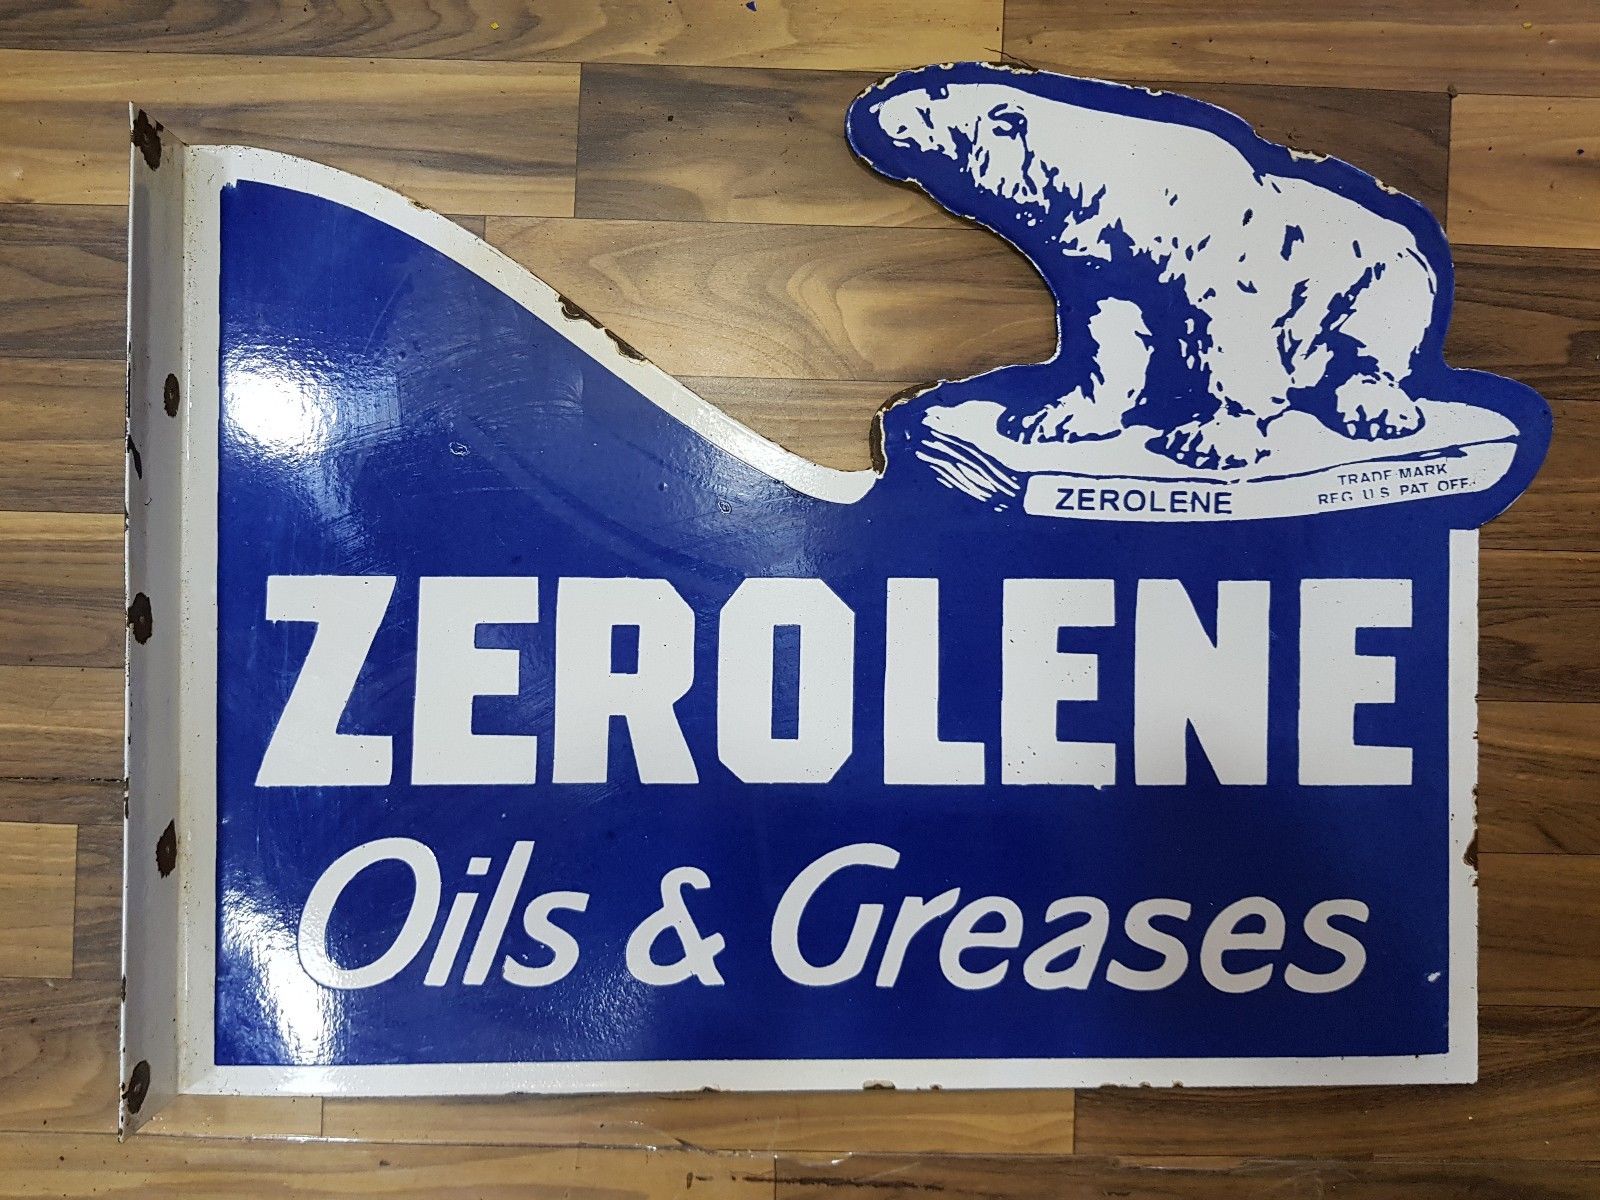 ZEROLENE
TRADE MARK
REG. U.S. PAT. OFF.
ZEROLENE
Oils & Greases